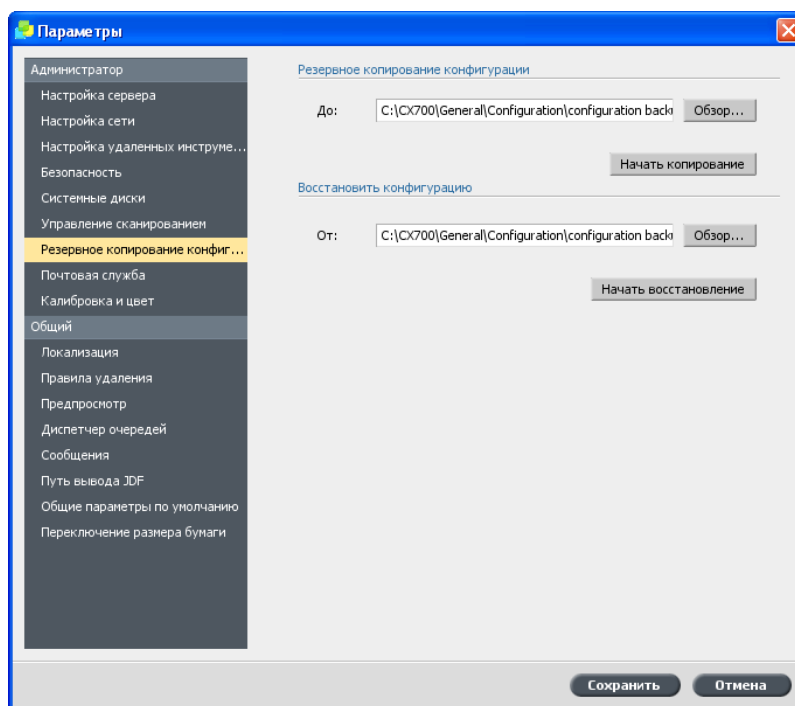 Параметры
Администратор
Настройка сервера
Настройка сети
Настройка удаленных инструме...
Безопасность
Системные диски
Управление сканированием
Резервное копирование конфиг...
Почтовая служба
Калибровка и цвет
Общий
Локализация
Правила удаления
Предпросмотр
Диспетчер очередей
Сообщения
Путь вывода JDF
Общие параметры по умолчанию
Переключение размера бумаги
Резервное копирование конфигурации
До: C:\CX700\General\Configuration\configuration back Обзор...
Начать копирование
Восстановить конфигурацию
От: C:\CX700\General\Configuration\configuration back Обзор...
Начать восстановление
Сохранить Отмена